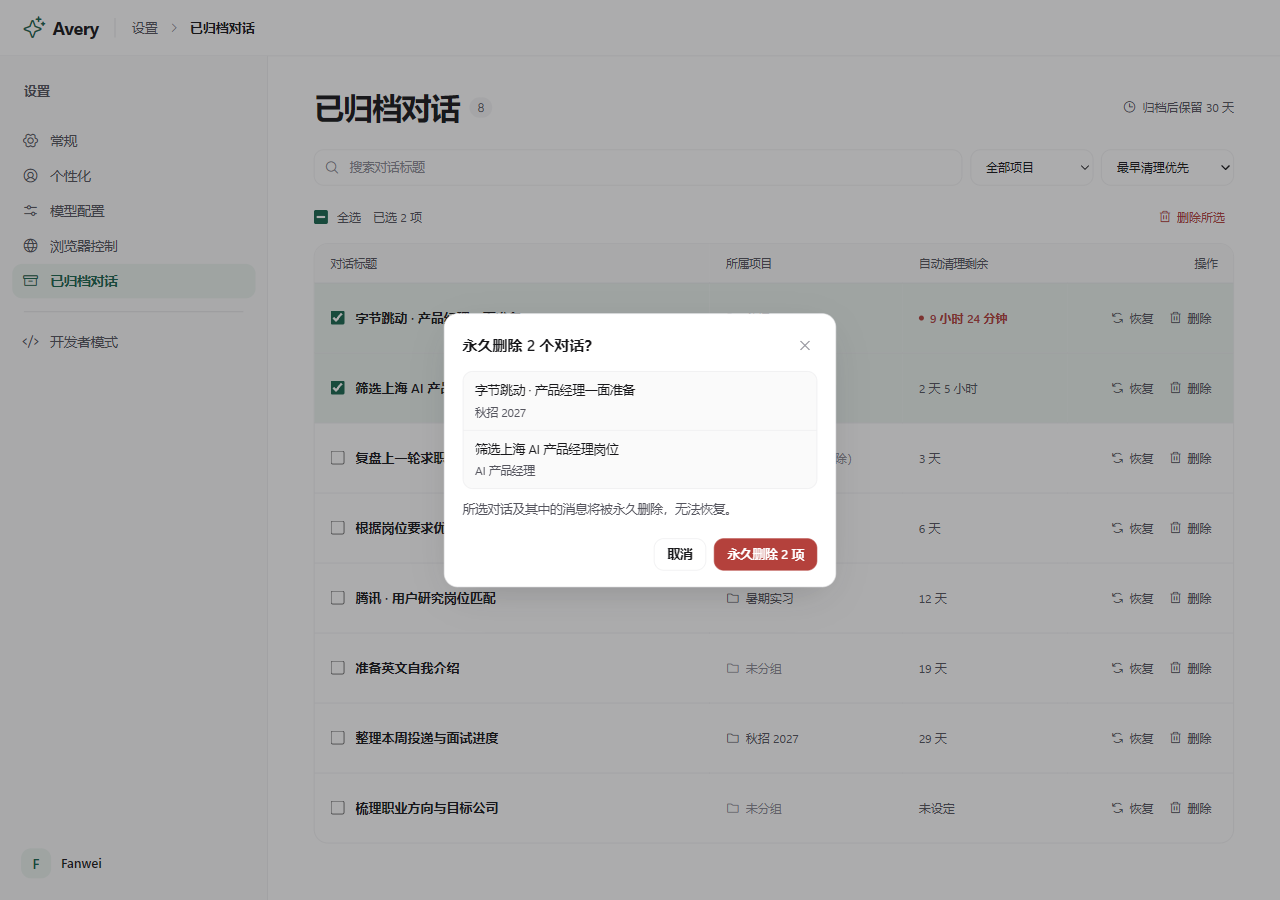 Avery 设置 > 已归档对话
设置
常规
个性化
模型配置
浏览器控制
已归档对话
开发者模式
F Fanwei
已归档对话 8
归档后保留 30 天
搜索对话标题
全部项目
最早清理优先
全选 已选 2 项
删除所选
对话标题 所属项目 自动清理剩余 操作
字节跳动 · 产品 9 小时 24 分钟 恢复 删除
筛选上海 AI 产 2 天 5 小时 恢复 删除
复盘上一轮求职 除) 3 天 恢复 删除
根据岗位要求优 6 天 恢复 删除
腾讯 · 用户研究岗位匹配 暑期实习 12 天 恢复 删除
准备英文自我介绍 未分组 19 天 恢复 删除
整理本周投递与面试进度 秋招 2027 29 天 恢复 删除
梳理职业方向与目标公司 未分组 未设定 恢复 删除
永久删除 2 个对话?
字节跳动 · 产品经理一面准备
秋招 2027
筛选上海 AI 产品经理岗位
AI 产品经理
所选对话及其中的消息将被永久删除，无法恢复。
取消
永久删除 2 项